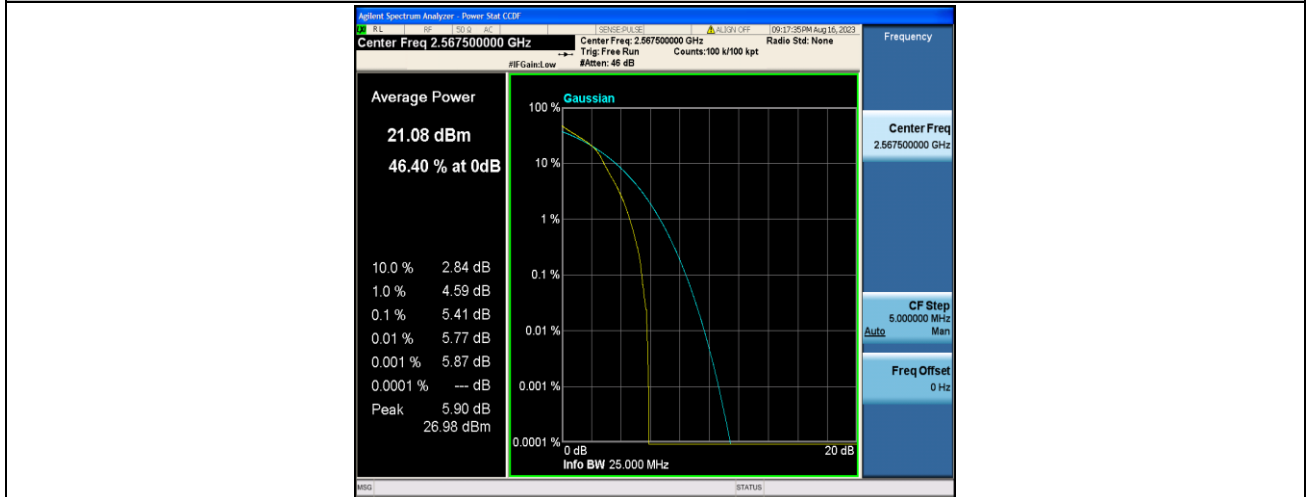 Agilent Spectrum Analyzer - Power Stat CCDF
RL RF 50 Ω AC SENSE:PULSE ALIGN OFF 09:17:35 PM Aug 16, 2023
Center Freq 2.567500000 GHz
Center Freq: 2.567500000 GHz Radio Std: None
Trig: Free Run Counts:100 k/100 kpt
#IFGain:Low #Atten: 46 dB
Frequency
Average Power
21.08 dBm
46.40 % at 0dB
10.0 % 2.84 dB
1.0 % 4.59 dB
0.1 % 5.41 dB
0.01 % 5.77 dB
0.001 % 5.87 dB
0.0001 % --- dB
Peak 5.90 dB
26.98 dBm
Gaussian
100 %
10 %
1 %
0.1 %
0.01 %
0.001 %
0.0001 %
0 dB 20 dB
Info BW 25.000 MHz
Center Freq
2.567500000 GHz
CF Step
5.000000 MHz
Auto Man
Freq Offset
0 Hz
MSG STATUS